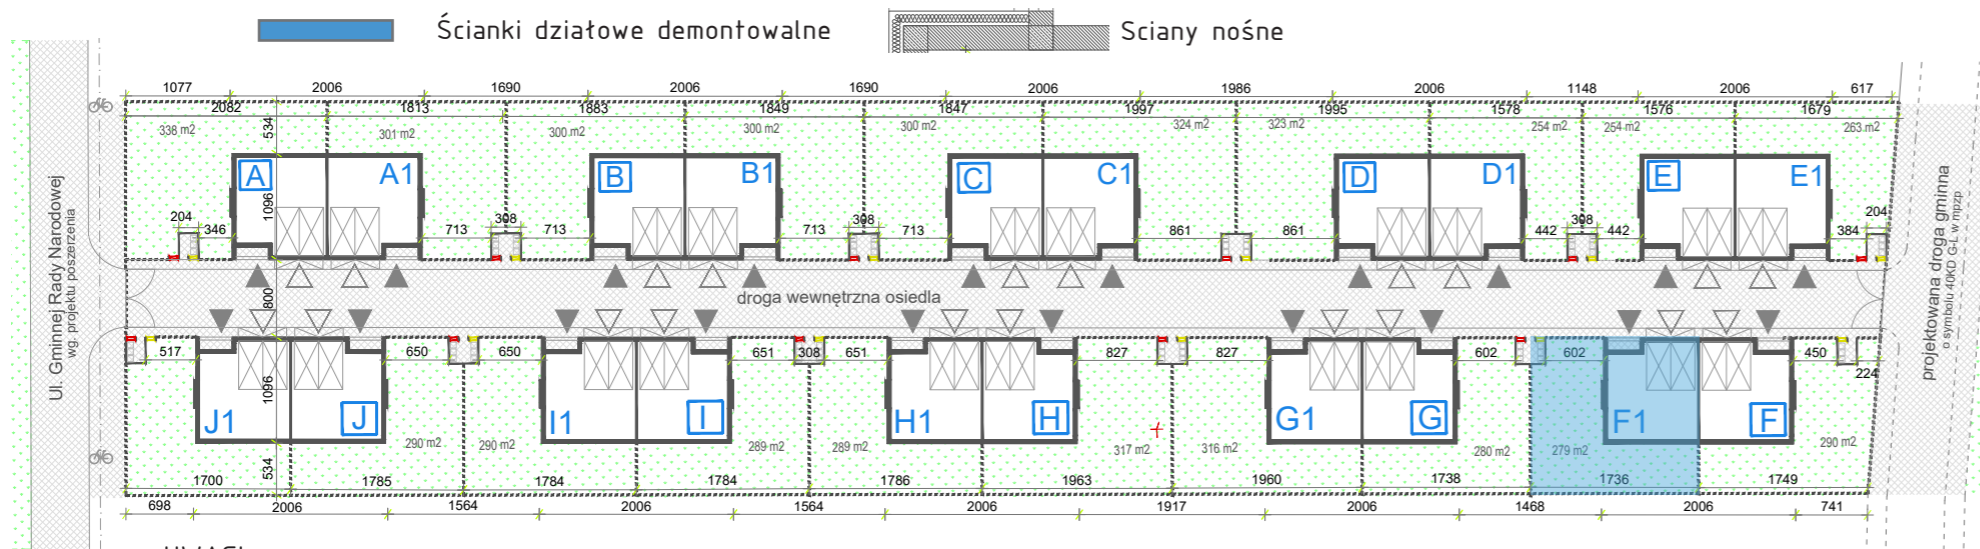 Ścianki działowe demontowalne
Sciany nośne
1077 2006 1690 2006 1690 2006 1986 2006 1148 2006 617
2082 1813 1883 1849 1847 1997 1995 1578 1576 1679
338 m2 534 301 m2 300 m2 300 m2 300 m2 324 m2 323 m2 254 m2 254 m2 263 m2
A A1 B B1 C C1 D D1 E E1
1096
204 346 713 308 713 713 308 713 861 861 442 308 442 384 204
Ul. Gminnej Rady Narodowej
wg. projektu poszerzenia
800
droga wewnętrzna osiedla
projektowana droga gminna
o symbolu 40KD G-L w mpzp
517 650 650 651 308 651 827 827 602 602 450 224
1096
J1 J I1 I H1 H G1 G F1 F
290 m2 290 m2 289 m2 289 m2 317 m2 316 m2 280 m2 279 m2 290 m2
534
1700 1785 1784 1784 1786 1963 1960 1738 1736 1749
698 2006 1564 2006 1564 2006 1917 2006 1468 2006 741